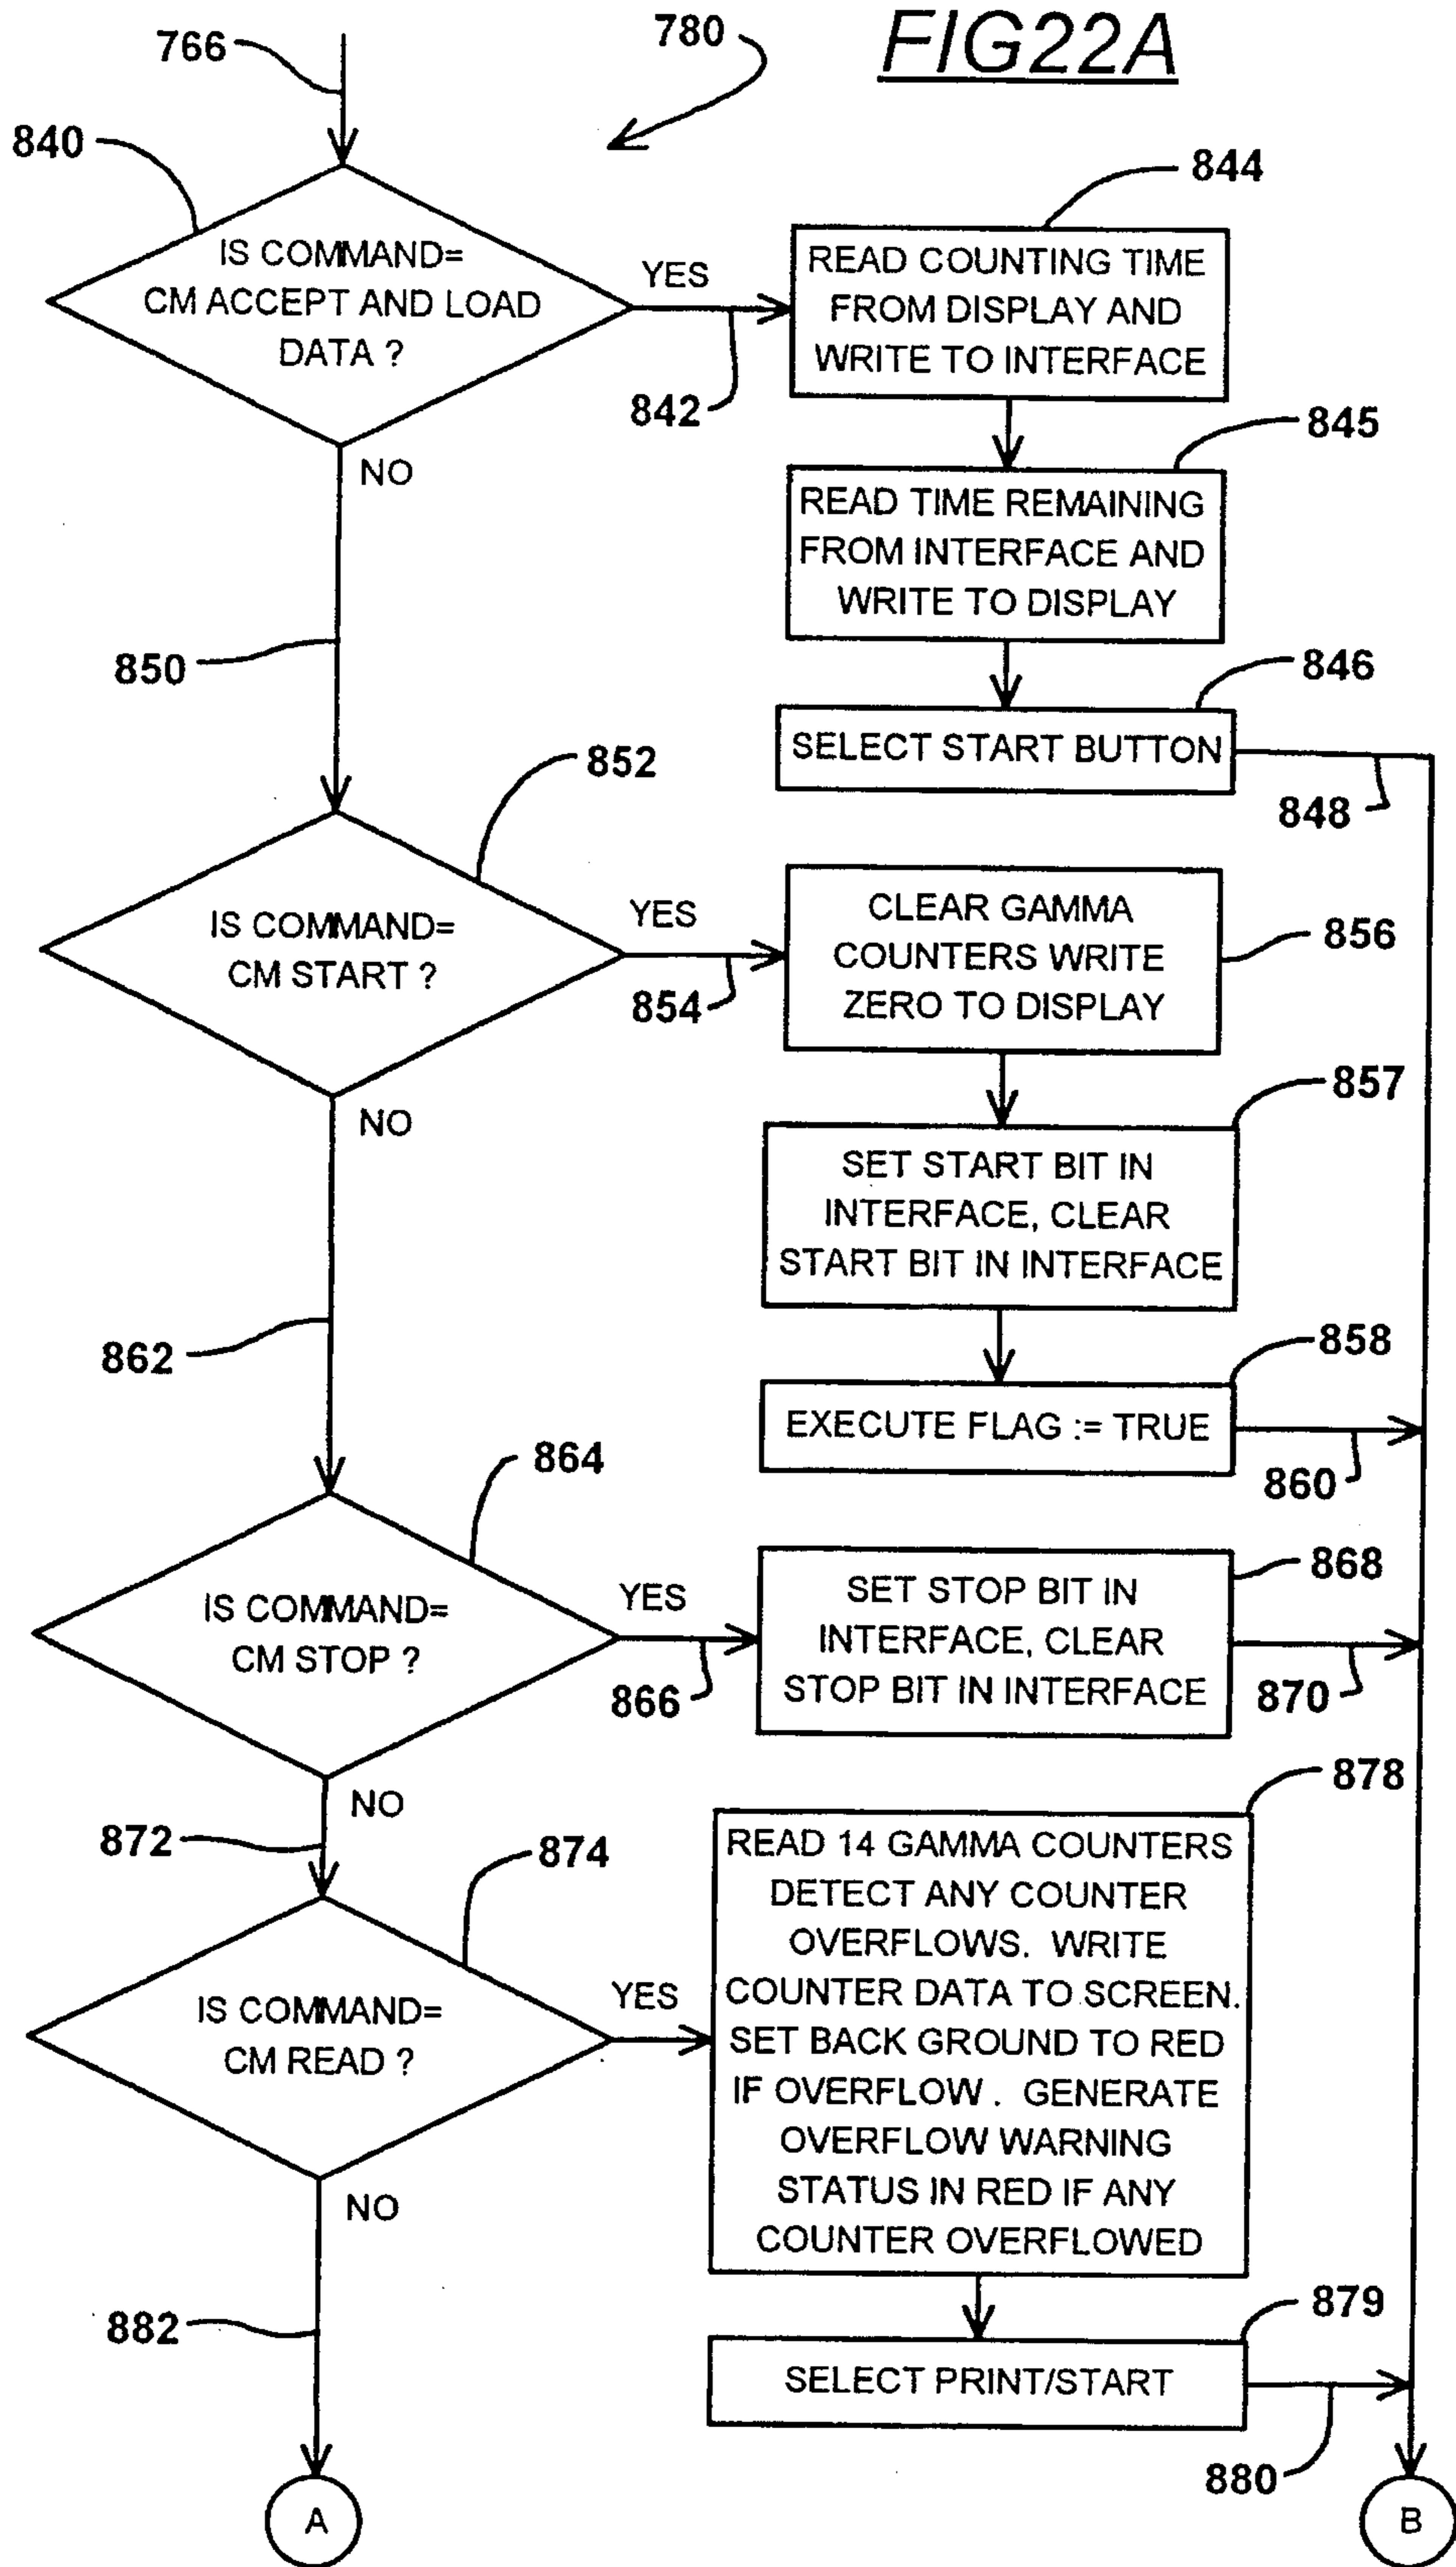 FIG22A
766
780
840
844
IS COMMAND=
CM ACCEPT AND LOAD
DATA ?
YES
842
READ COUNTING TIME
FROM DISPLAY AND
WRITE TO INTERFACE
845
NO
READ TIME REMAINING
FROM INTERFACE AND
WRITE TO DISPLAY
850
846
SELECT START BUTTON
848
852
IS COMMAND=
CM START ?
YES
854
CLEAR GAMMA
COUNTERS WRITE
ZERO TO DISPLAY
856
857
NO
SET START BIT IN
INTERFACE, CLEAR
START BIT IN INTERFACE
862
858
EXECUTE FLAG := TRUE
860
864
IS COMMAND=
CM STOP ?
YES
866
868
SET STOP BIT IN
INTERFACE, CLEAR
STOP BIT IN INTERFACE
870
NO
872
874
878
IS COMMAND=
CM READ ?
YES
READ 14 GAMMA COUNTERS
DETECT ANY COUNTER
OVERFLOWS. WRITE
COUNTER DATA TO SCREEN.
SET BACK GROUND TO RED
IF OVERFLOW . GENERATE
OVERFLOW WARNING
STATUS IN RED IF ANY
COUNTER OVERFLOWED
NO
882
879
SELECT PRINT/START
880
A
B